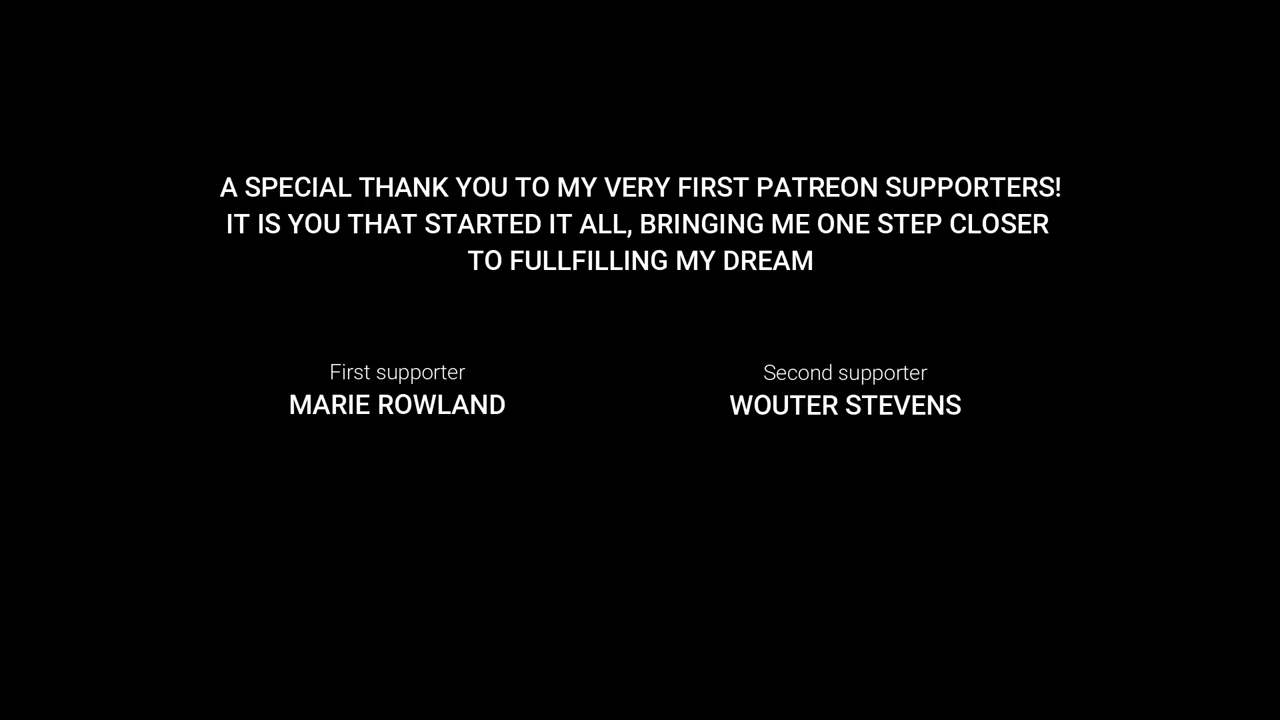 A SPECIAL THANK YOU TO MY VERY FIRST PATREON SUPPORTERS!
IT IS YOU THAT STARTED IT ALL, BRINGING ME ONE STEP CLOSER
TO FULLFILLING MY DREAM
First supporter
MARIE ROWLAND
Second supporter
WOUTER STEVENS